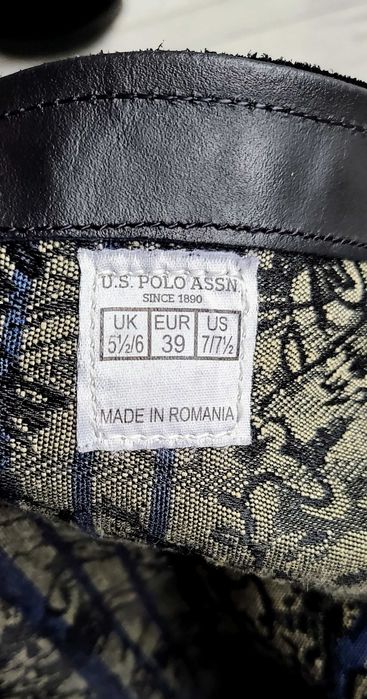 U.S. POLO ASSN
SINCE 1890
UK EUR US
5½/6 39 7/7½
MADE IN ROMANIA